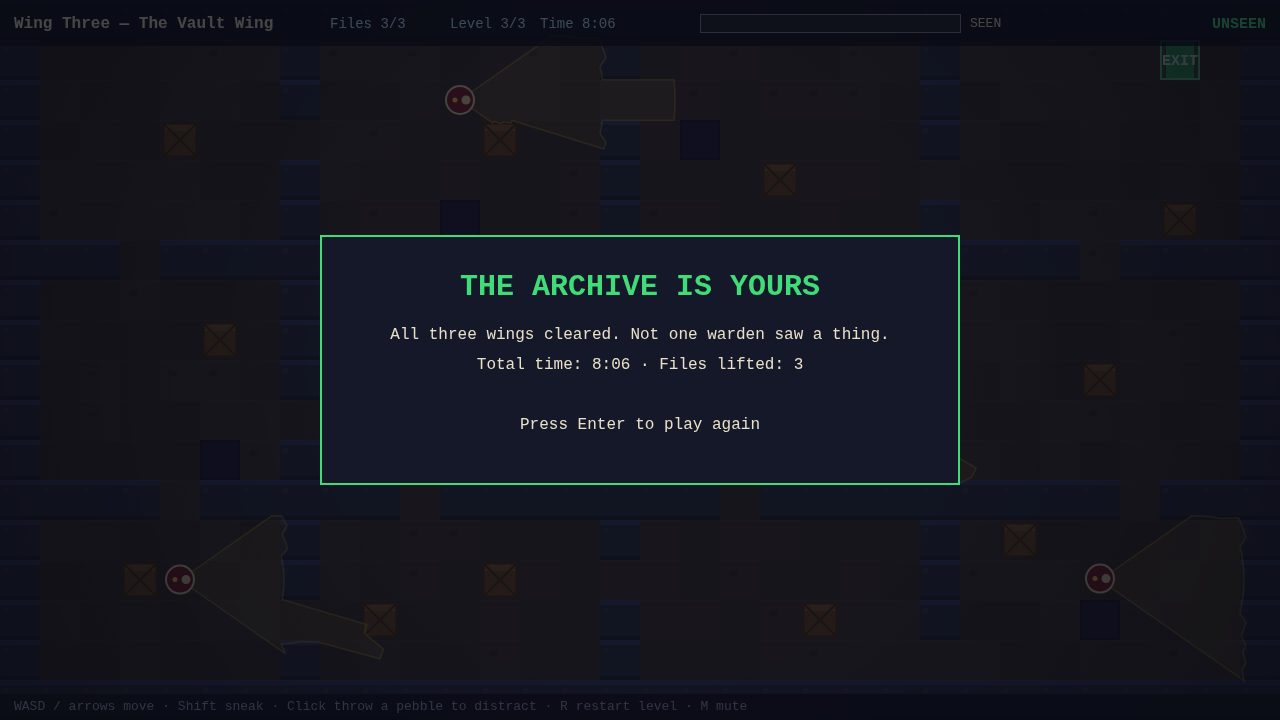 Wing Three — The Vault Wing Files 3/3 Level 3/3 Time 8:06 SEEN UNSEEN
EXIT
THE ARCHIVE IS YOURS
All three wings cleared. Not one warden saw a thing.
Total time: 8:06 · Files lifted: 3
Press Enter to play again
WASD / arrows move · Shift sneak · Click throw a pebble to distract · R restart level · M mute